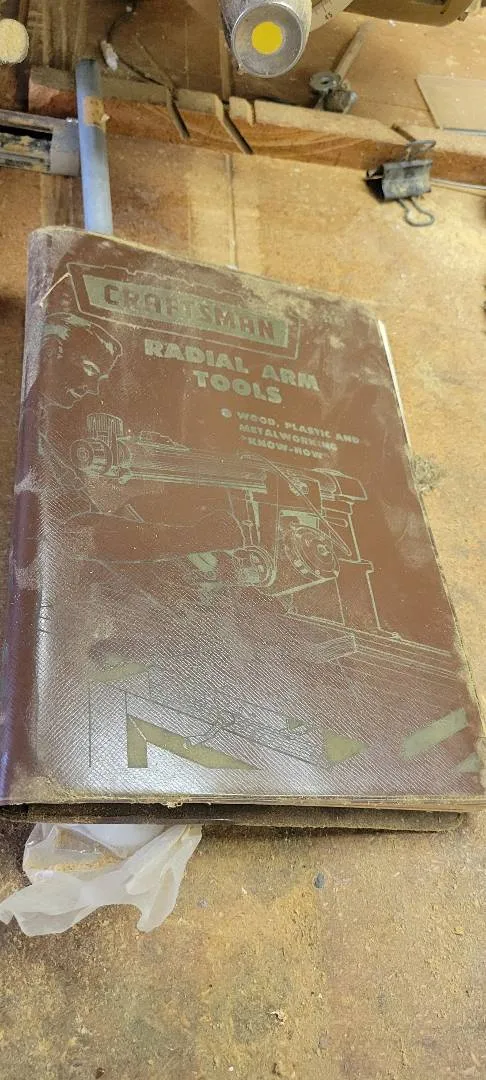 CRAFTSMAN
RADIAL ARM
TOOLS
WOOD, PLASTIC AND
METALWORKING
"KNOW-HOW"